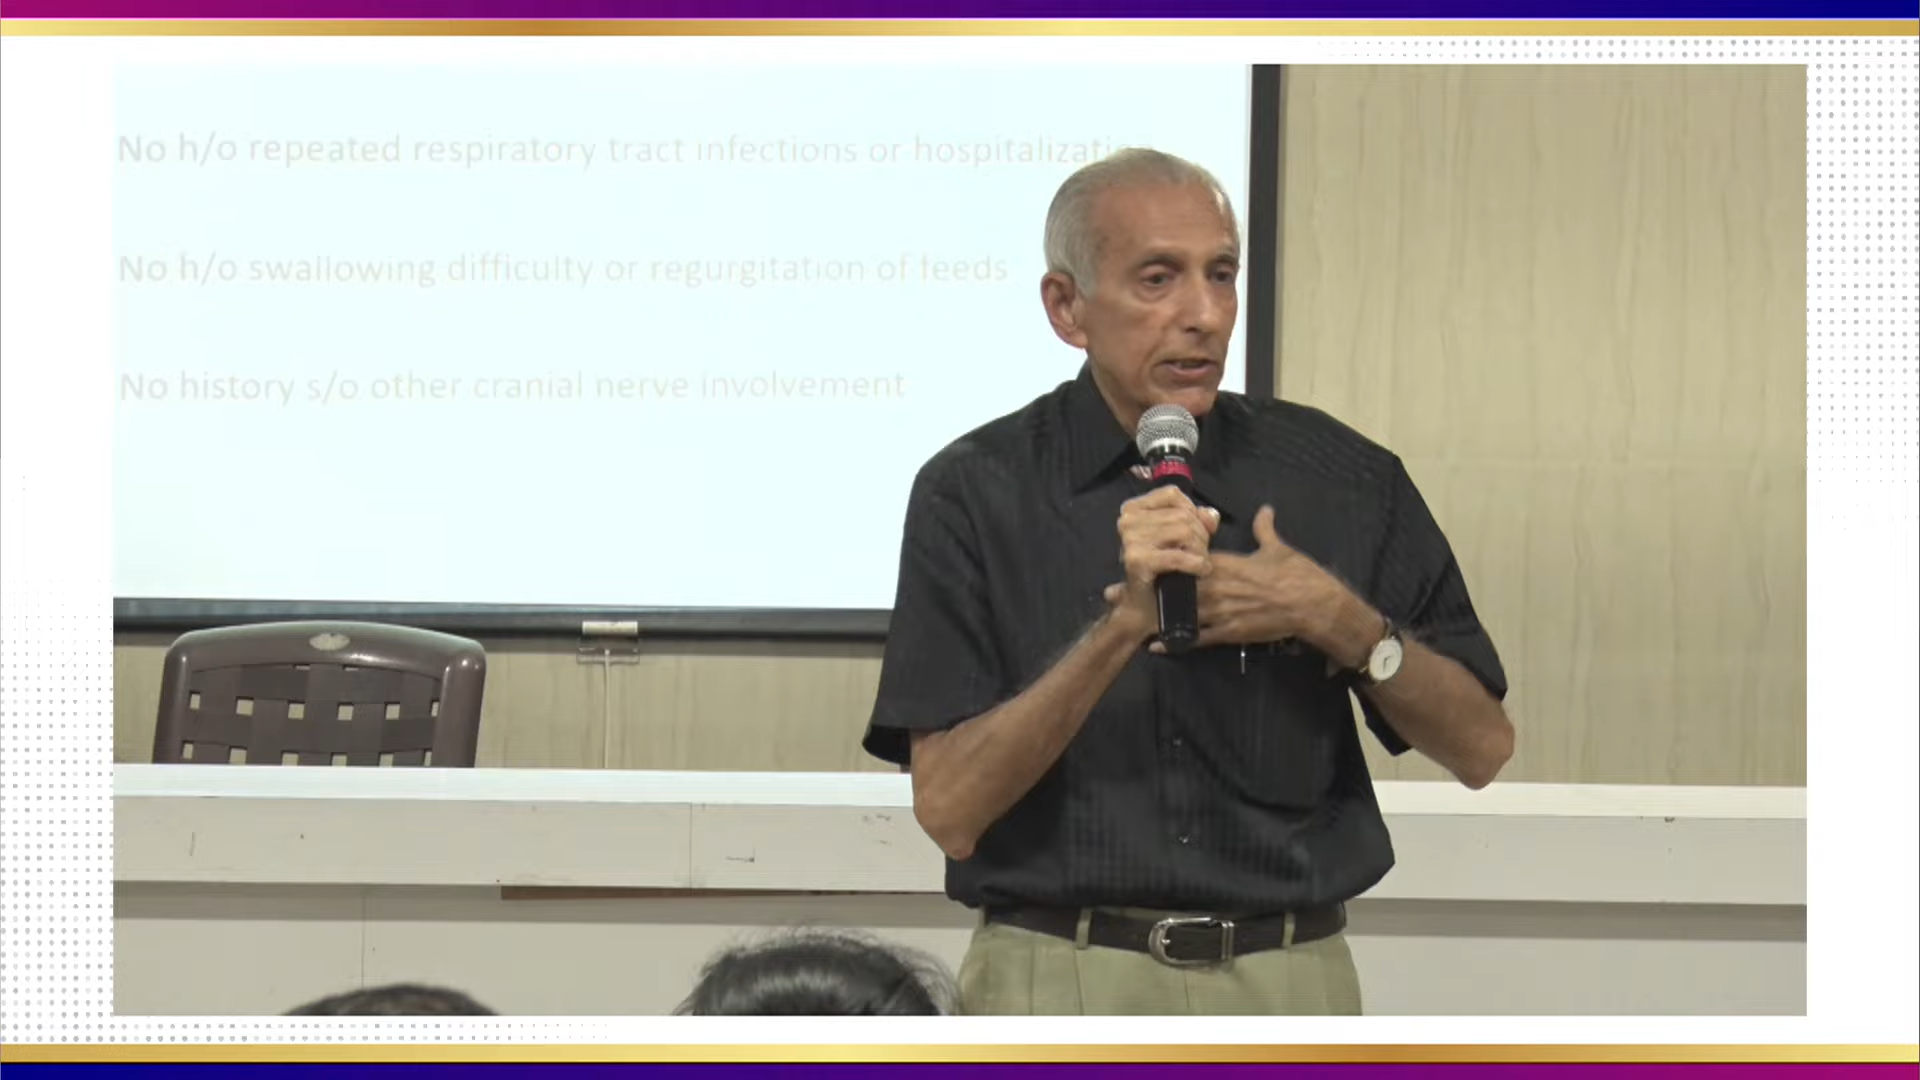 No h/o repeated respiratory tract infections or hospitalization
No h/o swallowing difficulty or regurgitation of feeds
No history s/o other cranial nerve involvement